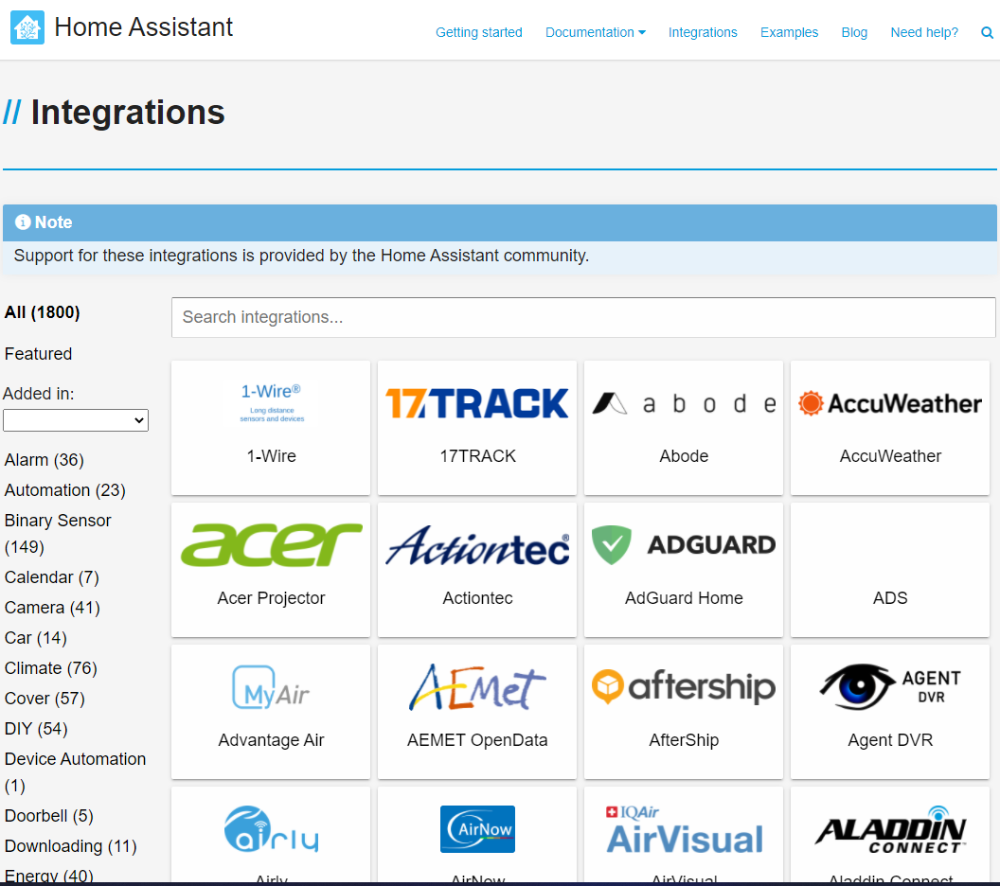 Home Assistant
Getting started Documentation Integrations Examples Blog Need help?
// Integrations
Note
Support for these integrations is provided by the Home Assistant community.
All (1800)
Search integrations...
Featured
Added in:
Alarm (36)
Automation (23)
Binary Sensor
(149)
Calendar (7)
Camera (41)
Car (14)
Climate (76)
Cover (57)
DIY (54)
Device Automation
(1)
Doorbell (5)
Downloading (11)
Energy (40)
1-Wire®
Long distance
sensors and devices
1-Wire
17TRACK
17TRACK
abode
Abode
AccuWeather
AccuWeather
acer
Acer Projector
Actiontec®
Actiontec
ADGUARD
AdGuard Home
ADS
MyAir
Advantage Air
AEMet
AEMET OpenData
aftership
AfterShip
AGENT
DVR
Agent DVR
airly
Airly
AirNow
AirNow
IQAir
AirVisual
AirVisual
ALADDIN
CONNECT
Aladdin Connect